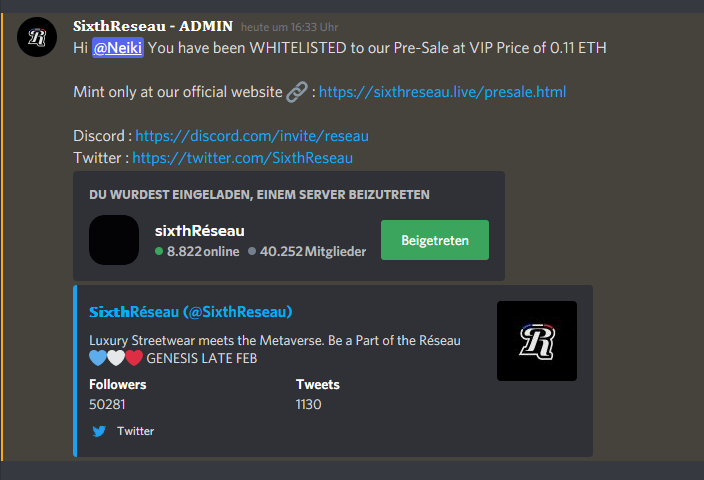 SixthReseau - ADMIN heute um 16:33 Uhr
Hi @Neiki You have been WHITELISTED to our Pre-Sale at VIP Price of 0.11 ETH
Mint only at our official website 🔗 : https://sixthreseau.live/presale.html
Discord : https://discord.com/invite/reseau
Twitter : https://twitter.com/SixthReseau
DU WURDEST EINGELADEN, EINEM SERVER BEIZUTRETEN
sixthRéseau
8.822 online 40.252 Mitglieder
Beigetreten
SixthRéseau (@SixthReseau)
Luxury Streetwear meets the Metaverse. Be a Part of the Réseau
💙🤍❤️ GENESIS LATE FEB
Followers Tweets
50281 1130
Twitter